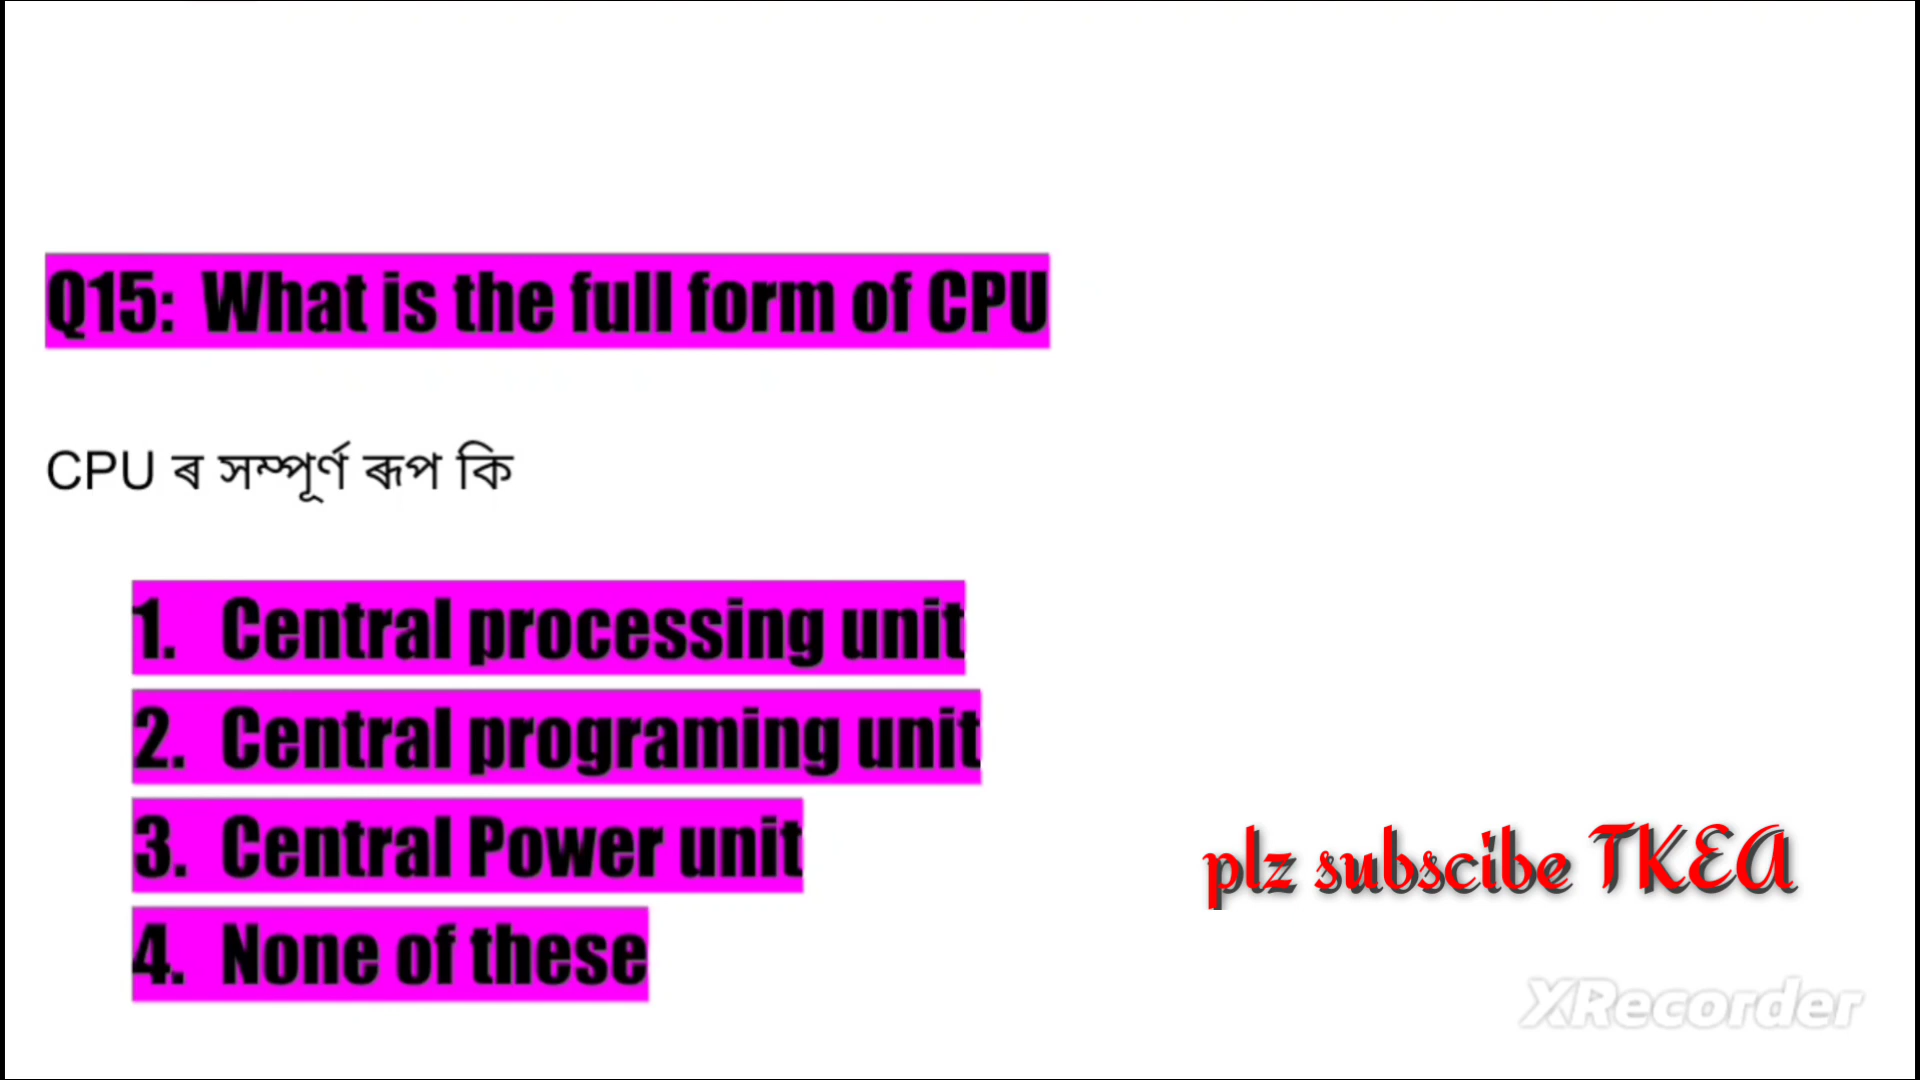 Q15: What is the full form of CPU
CPU ৰ সম্পূৰ্ণ ৰূপ কি
1. Central processing unit
2. Central programing unit
3. Central Power unit
4. None of these
plz subscibe TKEA
XRecorder